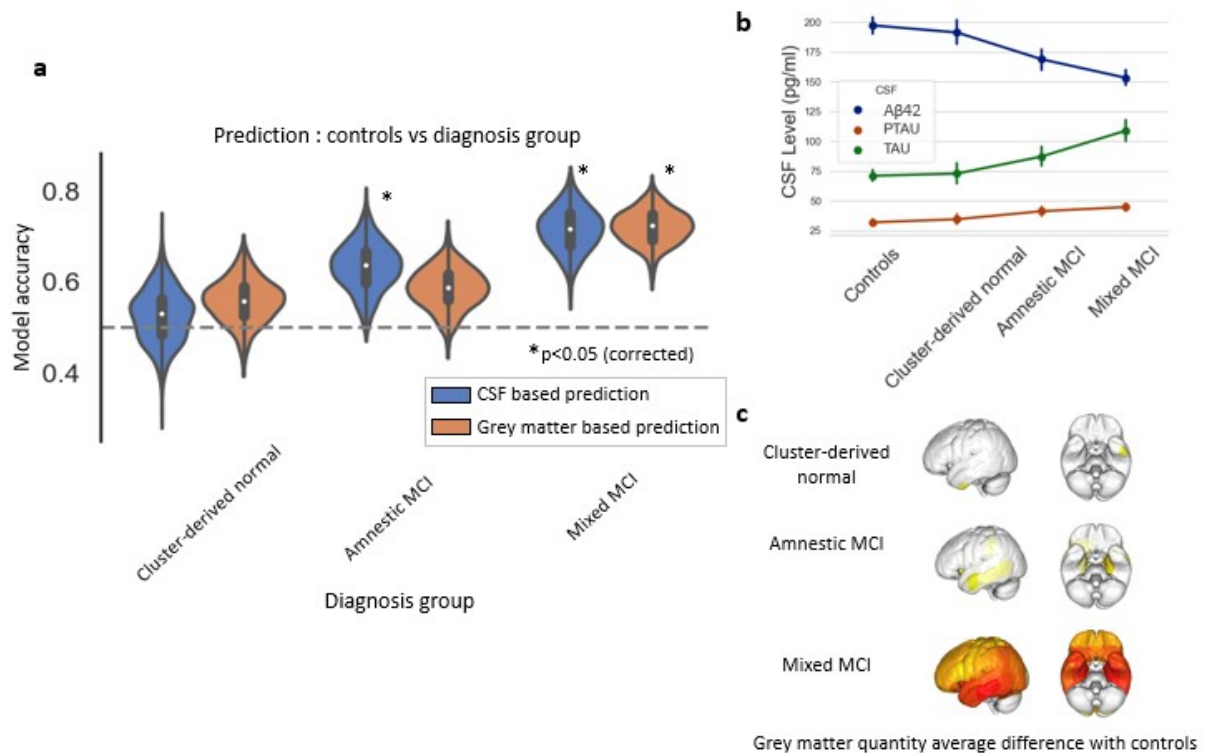 a
Prediction : controls vs diagnosis group
Model accuracy
0.8
0.6
0.4
*
*
*
*p<0.05 (corrected)
CSF based prediction
Grey matter based prediction
Cluster-derived normal
Amnestic MCI
Mixed MCI
Diagnosis group
b
CSF Level (pg/ml)
200
175
150
125
100
75
50
25
CSF
Aβ42
PTAU
TAU
Controls
Cluster-derived normal
Amnestic MCI
Mixed MCI
c
Cluster-derived
normal
Amnestic MCI
Mixed MCI
Grey matter quantity average difference with controls